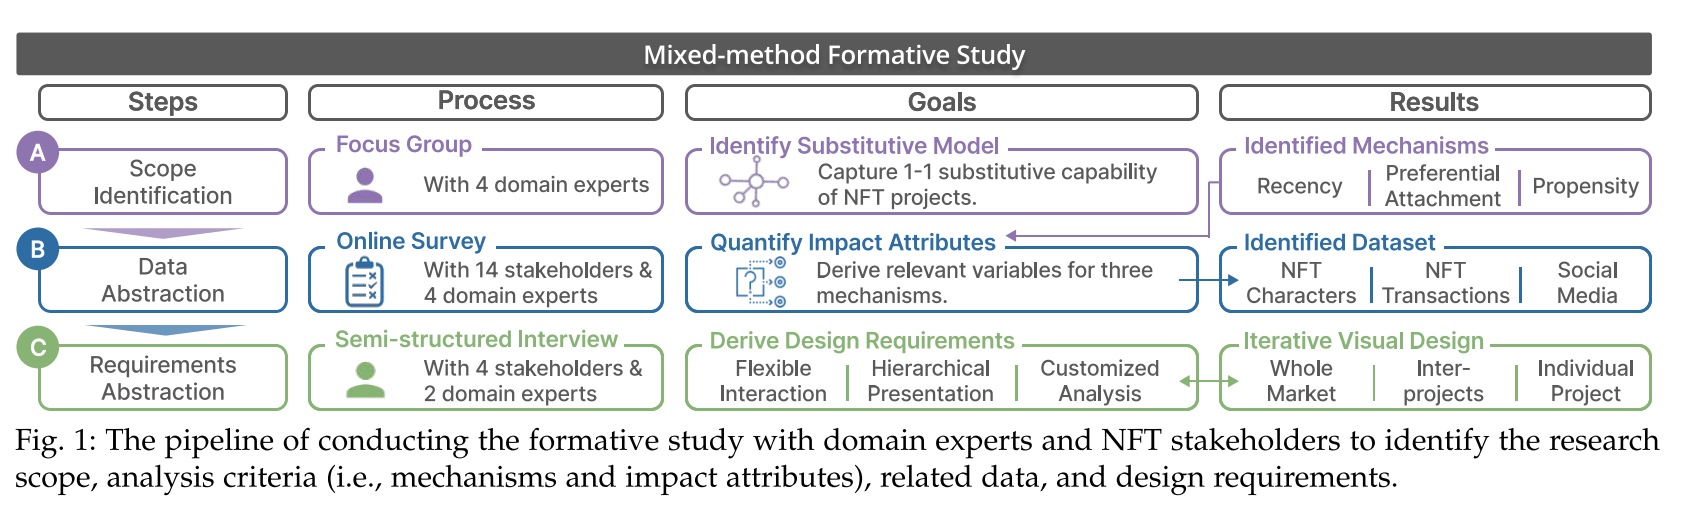 Mixed-method Formative Study
Steps
Process
Goals
Results
A
Scope
Identification
Focus Group
With 4 domain experts
Identify Substitutive Model
Capture 1-1 substitutive capability
of NFT projects.
Identified Mechanisms
Recency
Preferential
Attachment
Propensity
B
Data
Abstraction
Online Survey
With 14 stakeholders &
4 domain experts
Quantify Impact Attributes
Derive relevant variables for three
mechanisms.
Identified Dataset
NFT
Characters
NFT
Transactions
Social
Media
C
Requirements
Abstraction
Semi-structured Interview
With 4 stakeholders &
2 domain experts
Derive Design Requirements
Flexible
Interaction
Hierarchical
Presentation
Customized
Analysis
Iterative Visual Design
Whole
Market
Inter-
projects
Individual
Project
Fig. 1: The pipeline of conducting the formative study with domain experts and NFT stakeholders to identify the research
scope, analysis criteria (i.e., mechanisms and impact attributes), related data, and design requirements.